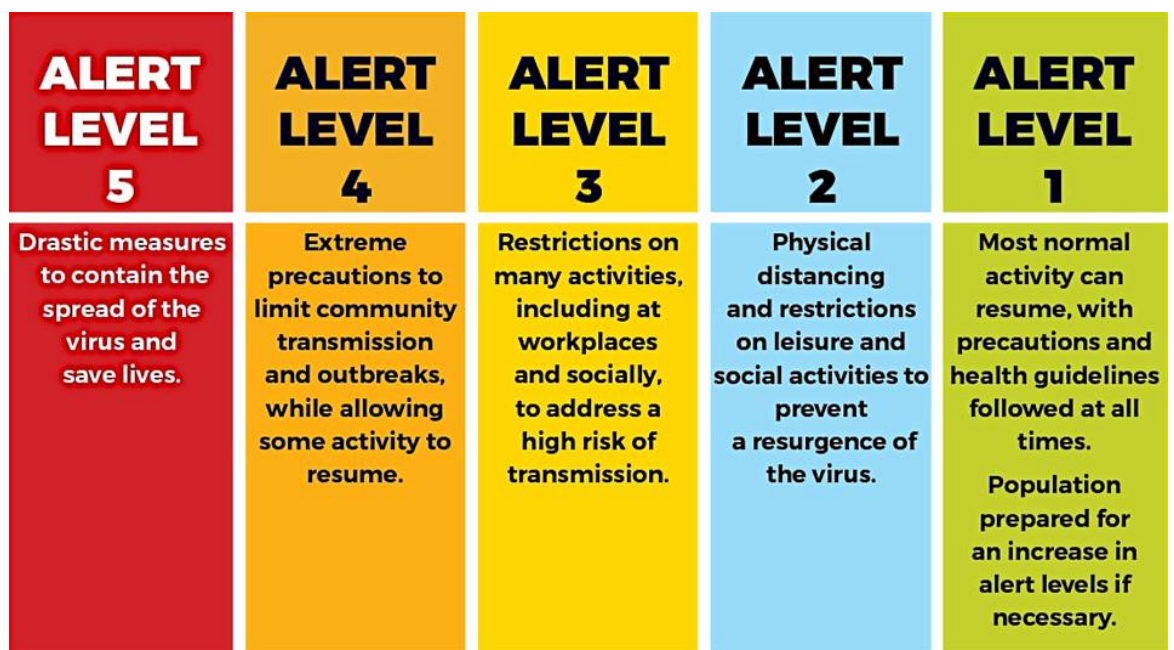 ALERT
LEVEL
5
Drastic measures
to contain the
spread of the
virus and
save lives.
ALERT
LEVEL
4
Extreme
precautions to
limit community
transmission
and outbreaks,
while allowing
some activity to
resume.
ALERT
LEVEL
3
Restrictions on
many activities,
including at
workplaces
and socially,
to address a
high risk of
transmission.
ALERT
LEVEL
2
Physical
distancing
and restrictions
on leisure and
social activities to
prevent
a resurgence of
the virus.
ALERT
LEVEL
1
Most normal
activity can
resume, with
precautions and
health guidelines
followed at all
times.
Population
prepared for
an increase in
alert levels if
necessary.